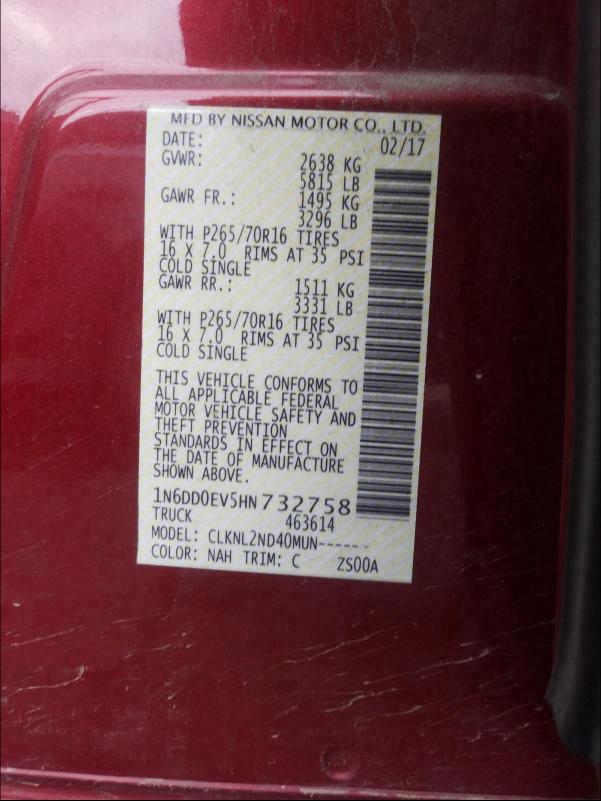 MFD BY NISSAN MOTOR CO., LTD.
DATE: 02/17
GVWR: 2638 KG
5815 LB
GAWR FR.: 1495 KG
3296 LB
WITH P265/70R16 TIRES
16 X 7.0 RIMS AT 35 PSI
COLD SINGLE
GAWR RR.: 1511 KG
3331 LB
WITH P265/70R16 TIRES
16 X 7.0 RIMS AT 35 PSI
COLD SINGLE
THIS VEHICLE CONFORMS TO
ALL APPLICABLE FEDERAL
MOTOR VEHICLE SAFETY AND
THEFT PREVENTION
STANDARDS IN EFFECT ON
THE DATE OF MANUFACTURE
SHOWN ABOVE.
1N6DD0EV5HN732758
TRUCK 463614
MODEL: CLKNL2ND40MUN------
COLOR: NAH TRIM: C ZS00A